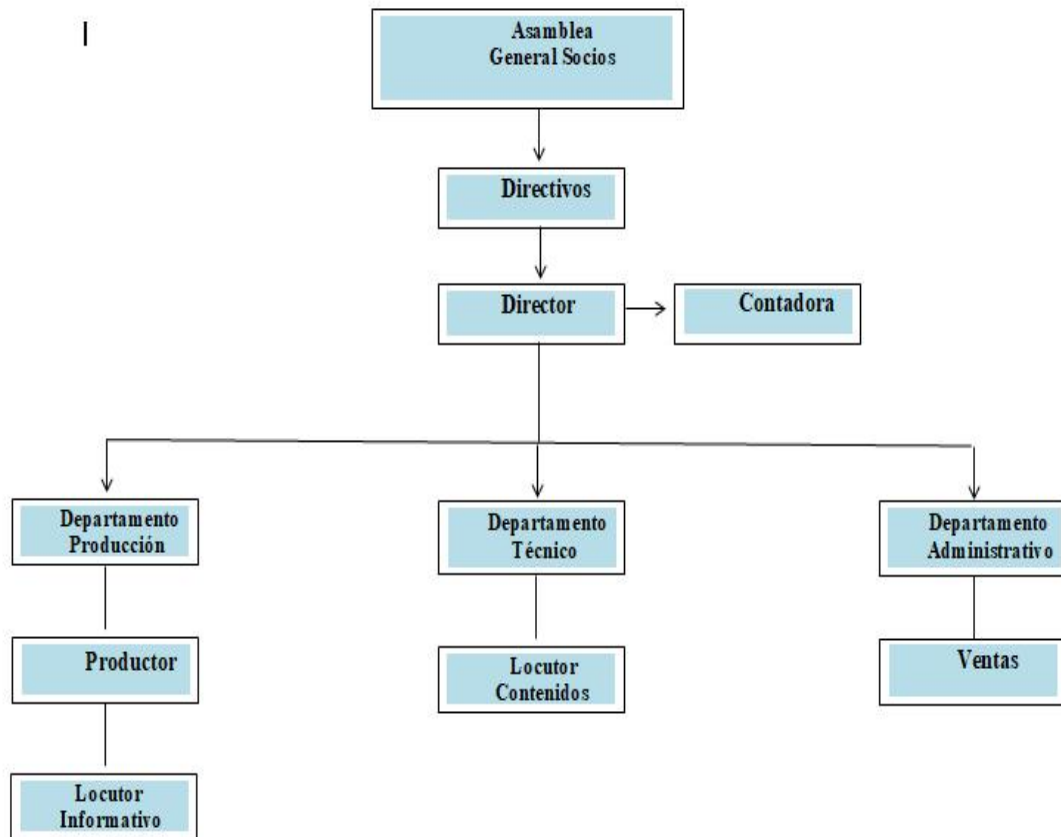 Asamblea
General Socios
Directivos
Director
Contadora
Departamento
Producción
Departamento
Técnico
Departamento
Administrativo
Productor
Locutor
Contenidos
Ventas
Locutor
Informativo